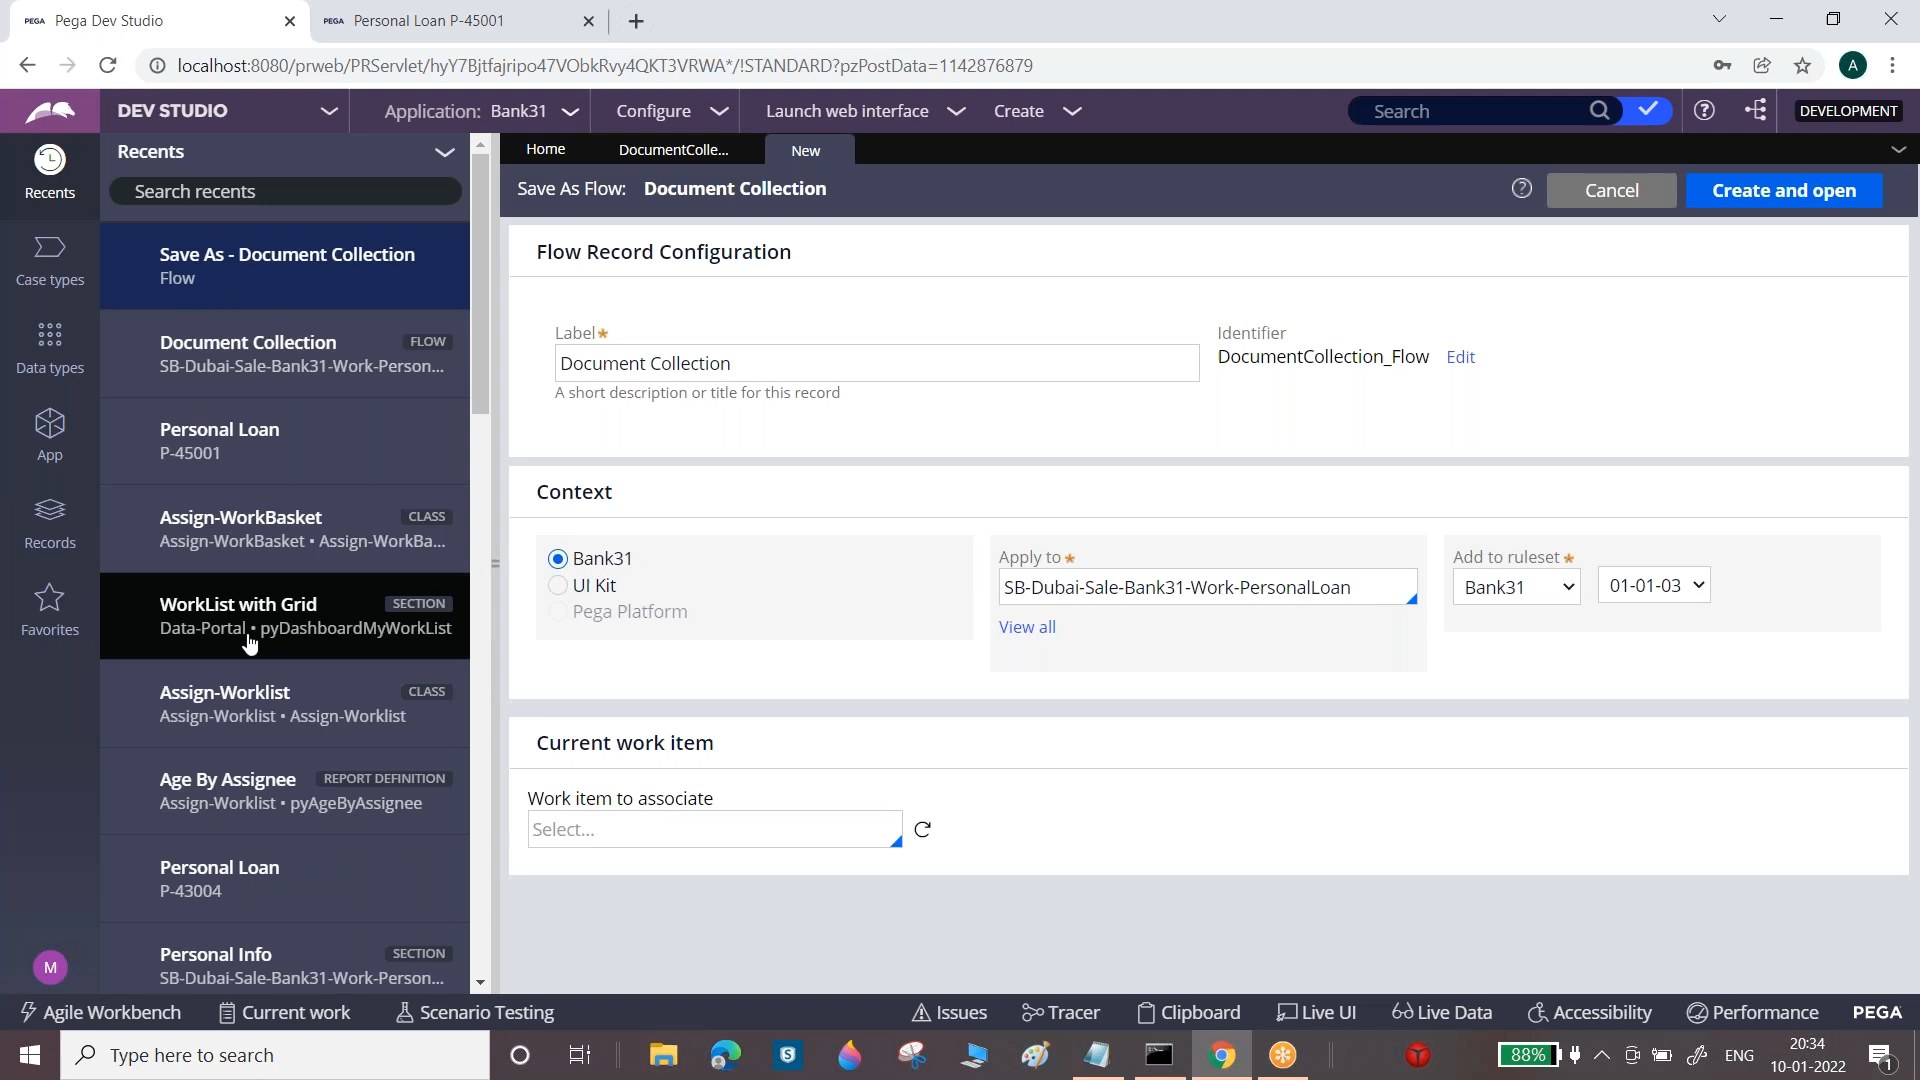 PEGA Pega Dev Studio
PEGA Personal Loan P-45001
localhost:8080/prweb/PRServlet/hyY7Bjtfajripo47VObkRvy4QKT3VRWA*/!STANDARD?pzPostData=1142876879
A
DEV STUDIO
Application: Bank31
Configure
Launch web interface
Create
Search
DEVELOPMENT
Recents
Case types
Data types
App
Records
Favorites
M
Recents
Search recents
Save As - Document Collection
Flow
Document Collection FLOW
SB-Dubai-Sale-Bank31-Work-Person...
Personal Loan
P-45001
Assign-WorkBasket CLASS
Assign-WorkBasket • Assign-WorkBa...
WorkList with Grid SECTION
Data-Portal • pyDashboardMyWorkList
Assign-Worklist CLASS
Assign-Worklist • Assign-Worklist
Age By Assignee REPORT DEFINITION
Assign-Worklist • pyAgeByAssignee
Personal Loan
P-43004
Personal Info SECTION
SB-Dubai-Sale-Bank31-Work-Person...
Home
DocumentColle...
New
Save As Flow: Document Collection
Cancel
Create and open
Flow Record Configuration
Label*
Document Collection
A short description or title for this record
Identifier
DocumentCollection_Flow Edit
Context
Bank31
UI Kit
Pega Platform
Apply to*
SB-Dubai-Sale-Bank31-Work-PersonalLoan
View all
Add to ruleset*
Bank31
01-01-03
Current work item
Work item to associate
Select...
Agile Workbench
Current work
Scenario Testing
Issues
Tracer
Clipboard
Live UI
Live Data
Accessibility
Performance
PEGA
Type here to search
88%
ENG
20:34
10-01-2022
1